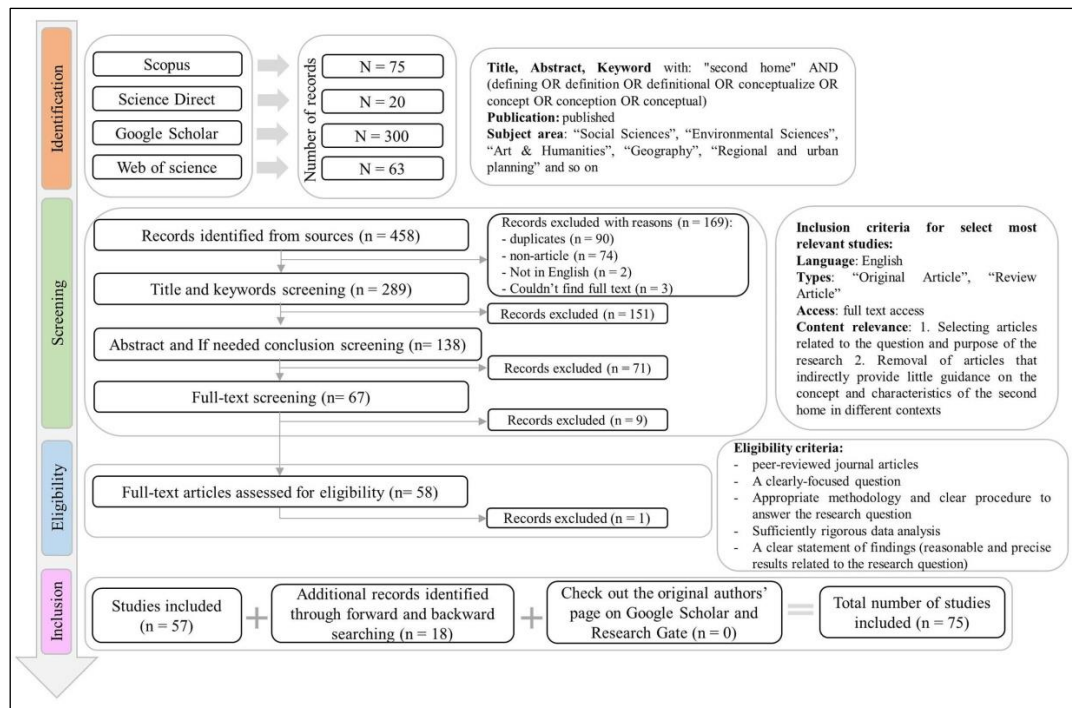 Identification
Scopus
Science Direct
Google Scholar
Web of science
Number of records
N = 75
N = 20
N = 300
N = 63
Title, Abstract, Keyword with: "second home" AND
(defining OR definition OR definitional OR conceptualize OR
concept OR conception OR conceptual)
Publication: published
Subject area: “Social Sciences”, “Environmental Sciences”,
“Art & Humanities”, “Geography”, “Regional and urban
planning” and so on
Screening
Records identified from sources (n = 458)
Records excluded with reasons (n = 169):
- duplicates (n = 90)
- non-article (n = 74)
- Not in English (n = 2)
- Couldn’t find full text (n = 3)
Title and keywords screening (n = 289)
Records excluded (n = 151)
Abstract and If needed conclusion screening (n= 138)
Records excluded (n = 71)
Full-text screening (n= 67)
Records excluded (n = 9)
Inclusion criteria for select most
relevant studies:
Language: English
Types: “Original Article”, “Review
Article”
Access: full text access
Content relevance: 1. Selecting articles
related to the question and purpose of the
research 2. Removal of articles that
indirectly provide little guidance on the
concept and characteristics of the second
home in different contexts
Eligibility
Full-text articles assessed for eligibility (n= 58)
Records excluded (n = 1)
Eligibility criteria:
- peer-reviewed journal articles
- A clearly-focused question
- Appropriate methodology and clear procedure to
answer the research question
- Sufficiently rigorous data analysis
- A clear statement of findings (reasonable and precise
results related to the research question)
Inclusion
Studies included
(n = 57)
+
Additional records identified
through forward and backward
searching (n = 18)
+
Check out the original authors’
page on Google Scholar and
Research Gate (n = 0)
=
Total number of studies
included (n = 75)